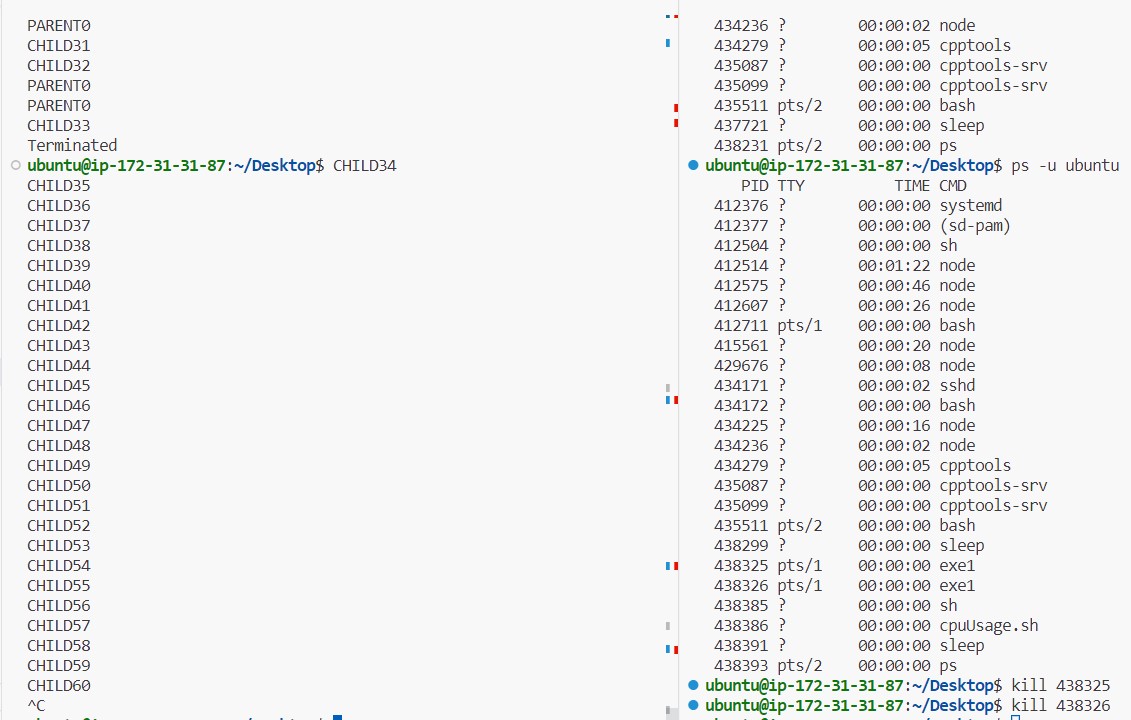 PARENT0
CHILD31
CHILD32
PARENT0
PARENT0
CHILD33
Terminated
ubuntu@ip-172-31-31-87:~/Desktop$ CHILD34
CHILD35
CHILD36
CHILD37
CHILD38
CHILD39
CHILD40
CHILD41
CHILD42
CHILD43
CHILD44
CHILD45
CHILD46
CHILD47
CHILD48
CHILD49
CHILD50
CHILD51
CHILD52
CHILD53
CHILD54
CHILD55
CHILD56
CHILD57
CHILD58
CHILD59
CHILD60
^C
434236 ?        00:00:02 node
434279 ?        00:00:05 cpptools
435087 ?        00:00:00 cpptools-srv
435099 ?        00:00:00 cpptools-srv
435511 pts/2    00:00:00 bash
437721 ?        00:00:00 sleep
438231 pts/2    00:00:00 ps
ubuntu@ip-172-31-31-87:~/Desktop$ ps -u ubuntu
PID TTY          TIME CMD
412376 ?        00:00:00 systemd
412377 ?        00:00:00 (sd-pam)
412504 ?        00:00:00 sh
412514 ?        00:01:22 node
412575 ?        00:00:46 node
412607 ?        00:00:26 node
412711 pts/1    00:00:00 bash
415561 ?        00:00:20 node
429676 ?        00:00:08 node
434171 ?        00:00:02 sshd
434172 ?        00:00:00 bash
434225 ?        00:00:16 node
434236 ?        00:00:02 node
434279 ?        00:00:05 cpptools
435087 ?        00:00:00 cpptools-srv
435099 ?        00:00:00 cpptools-srv
435511 pts/2    00:00:00 bash
438299 ?        00:00:00 sleep
438325 pts/1    00:00:00 exe1
438326 pts/1    00:00:00 exe1
438385 ?        00:00:00 sh
438386 ?        00:00:00 cpuUsage.sh
438391 ?        00:00:00 sleep
438393 pts/2    00:00:00 ps
ubuntu@ip-172-31-31-87:~/Desktop$ kill 438325
ubuntu@ip-172-31-31-87:~/Desktop$ kill 438326